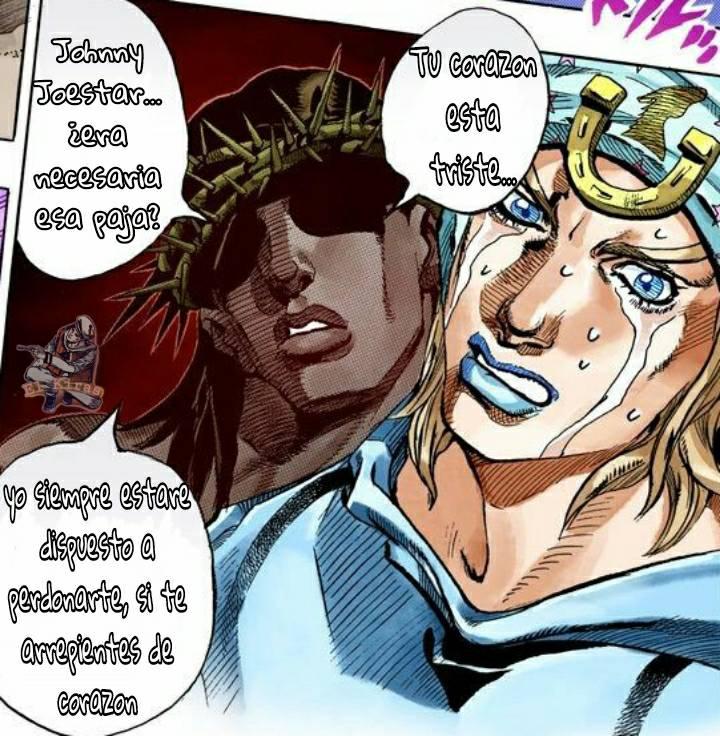 Johnny
Joestar...
¿era
necesaria
esa paja?
Tu corazon
esta
triste...
yo siempre estare
dispuesto a
perdonarte, si te
arrepientes de
corazon